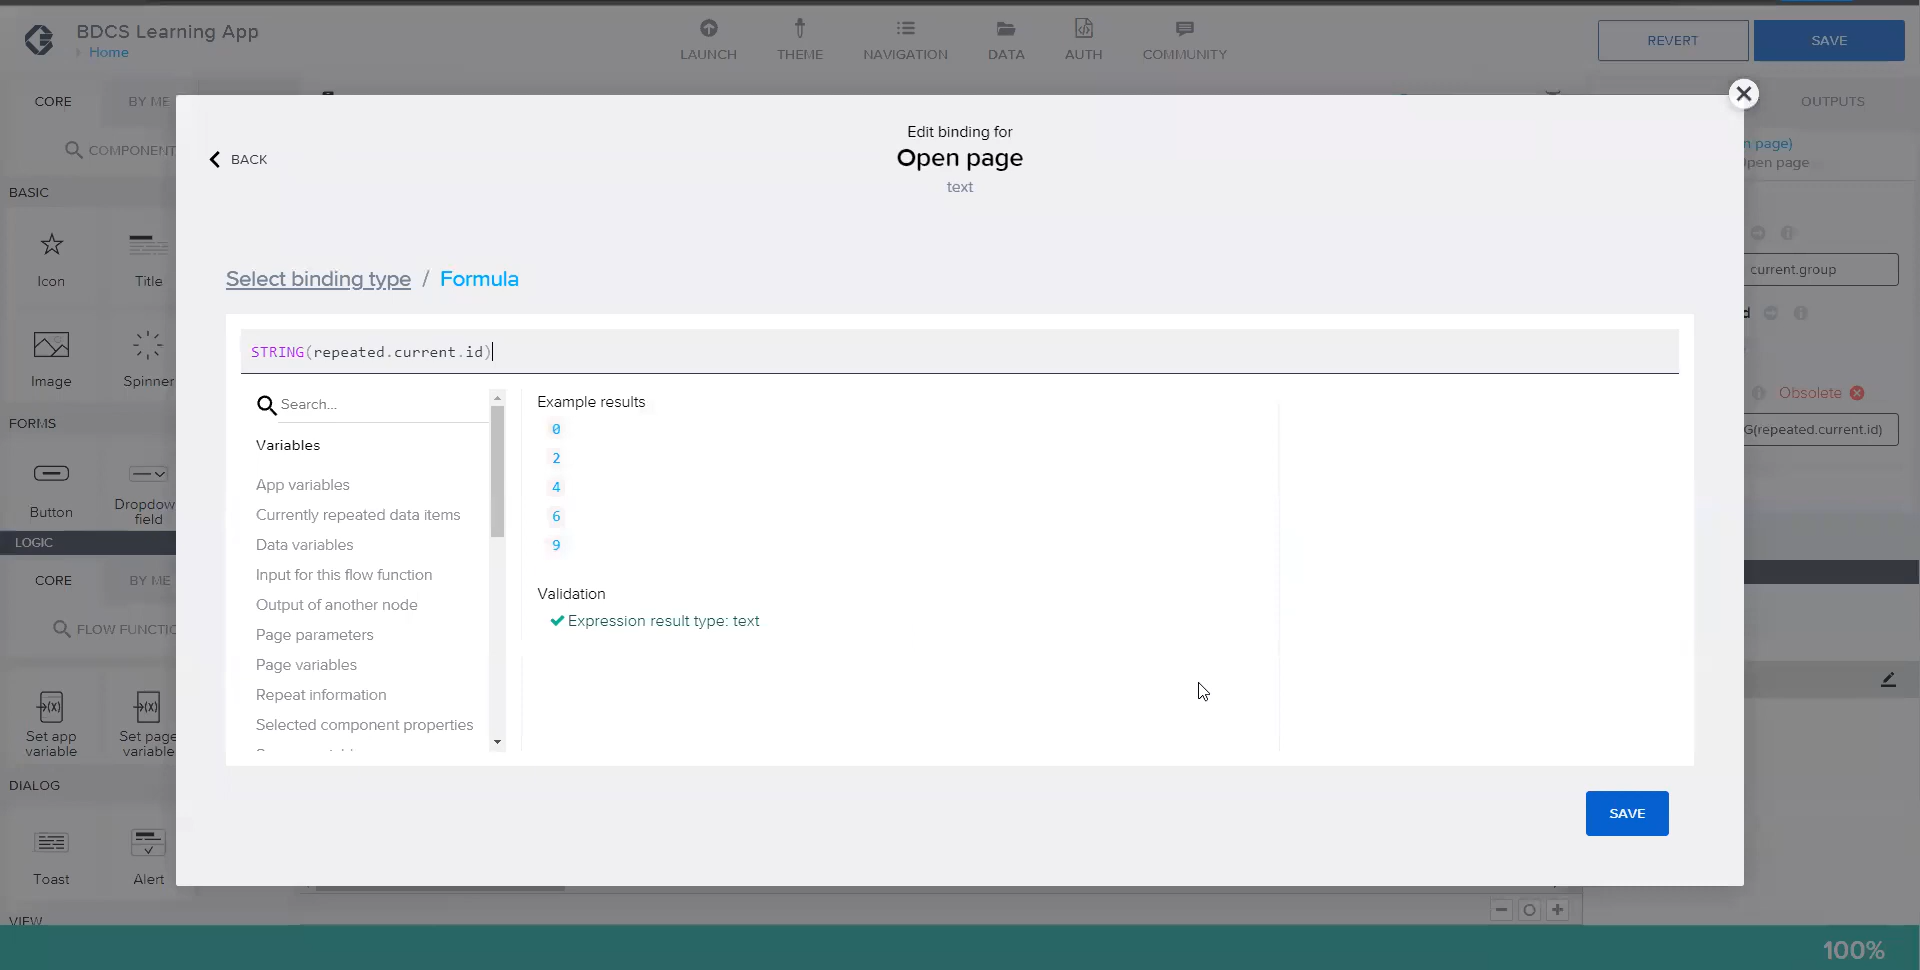 BDCS Learning App
Home
LAUNCH
THEME
NAVIGATION
DATA
AUTH
COMMUNITY
REVERT
SAVE
CORE
BY ME
OUTPUTS
COMPONENT
BASIC
Icon
Title
Image
Spinner
FORMS
Button
Dropdow
field
LOGIC
CORE
BY ME
FLOW FUNCTIO
Set app
variable
Set page
variable
DIALOG
Toast
Alert
VIEW
BACK
Edit binding for
Open page
text
Select binding type / Formula
STRING(repeated.current.id)
Search...
Variables
App variables
Currently repeated data items
Data variables
Input for this flow function
Output of another node
Page parameters
Page variables
Repeat information
Selected component properties
Example results
0
2
4
6
9
Validation
Expression result type: text
SAVE
n page)
Open page
current.group
d
Obsolete
G(repeated.current.id)
100%